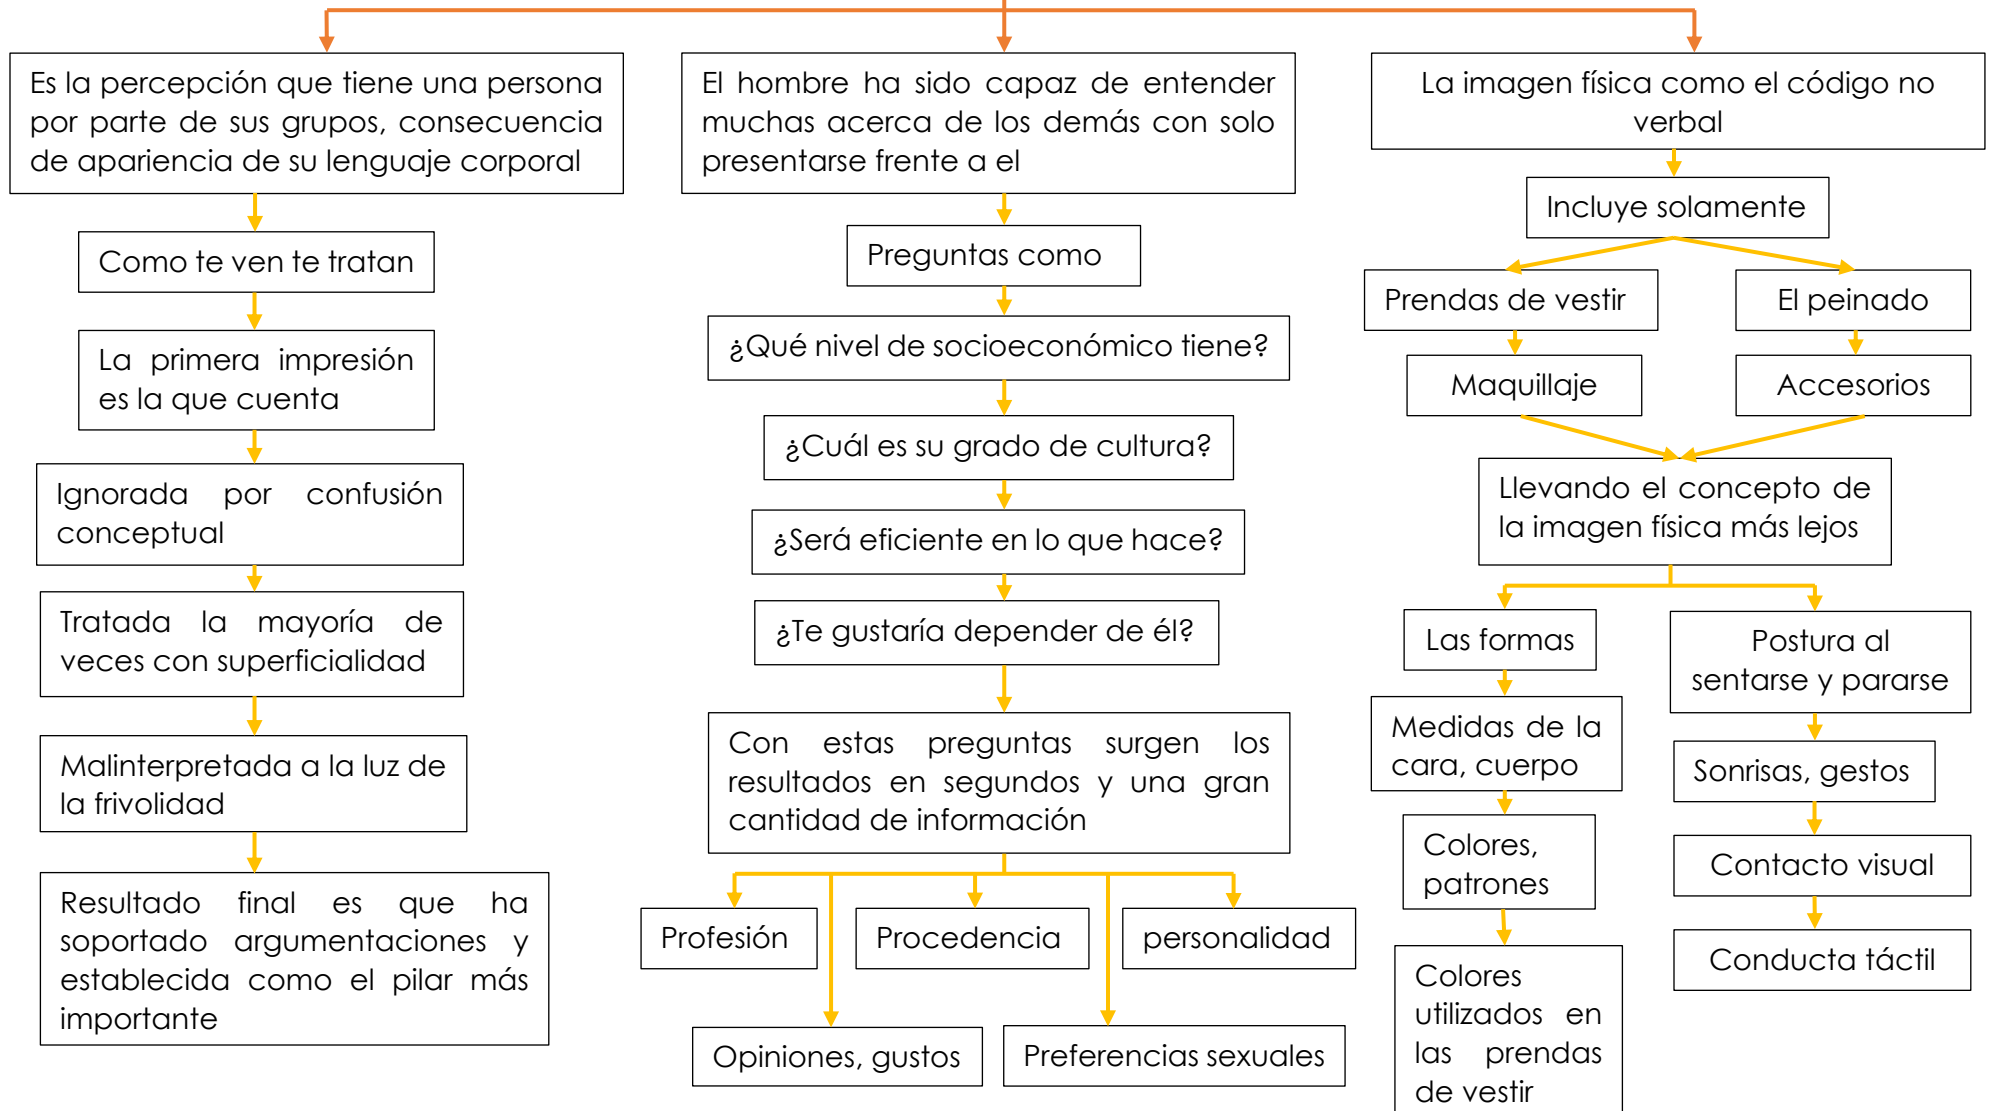 Es la percepción que tiene una persona
por parte de sus grupos, consecuencia
de apariencia de su lenguaje corporal
Como te ven te tratan
La primera impresión
es la que cuenta
Ignorada por confusión
conceptual
Tratada la mayoría de
veces con superficialidad
Malinterpretada a la luz de
la frivolidad
Resultado final es que ha
soportado argumentaciones y
establecida como el pilar más
importante
El hombre ha sido capaz de entender
muchas acerca de los demás con solo
presentarse frente a el
Preguntas como
¿Qué nivel de socioeconómico tiene?
¿Cuál es su grado de cultura?
¿Será eficiente en lo que hace?
¿Te gustaría depender de él?
Con estas preguntas surgen los
resultados en segundos y una gran
cantidad de información
Profesión
Procedencia
personalidad
Opiniones, gustos
Preferencias sexuales
La imagen física como el código no
verbal
Incluye solamente
Prendas de vestir
El peinado
Maquillaje
Accesorios
Llevando el concepto de
la imagen física más lejos
Las formas
Medidas de la
cara, cuerpo
Colores,
patrones
Colores
utilizados en
las prendas
de vestir
Postura al
sentarse y pararse
Sonrisas, gestos
Contacto visual
Conducta táctil